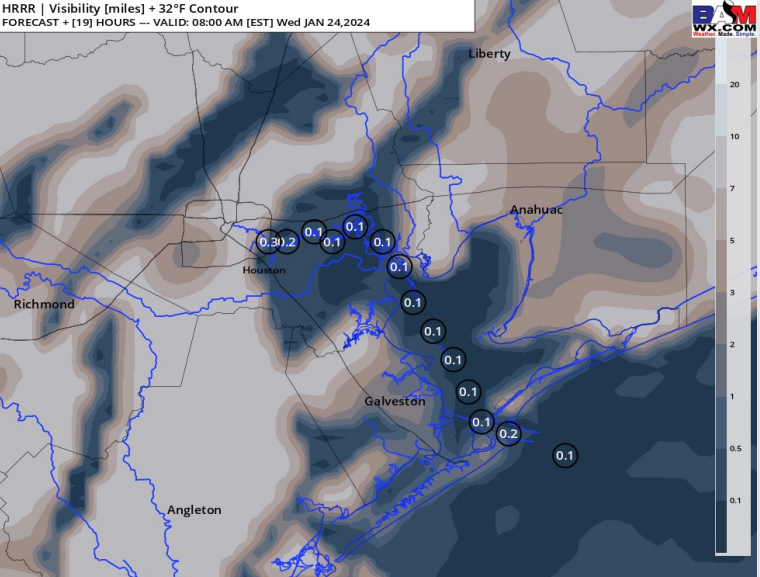 HRRR | Visibility [miles] + 32°F Contour
FORECAST + [19] HOURS --- VALID: 08:00 AM [EST] Wed JAN 24,2024
BAM
WX.COM
Weather. Made. Simple.
Liberty
20
10
7
Anahuac
0.1
0.1
0.3 0.2 0.1 0.1
5
0.1
Houston
Richmond
0.1
3
0.1
2
0.1
0.1
1
Galveston
0.1
0.2
0.5
0.1
0.1
Angleton